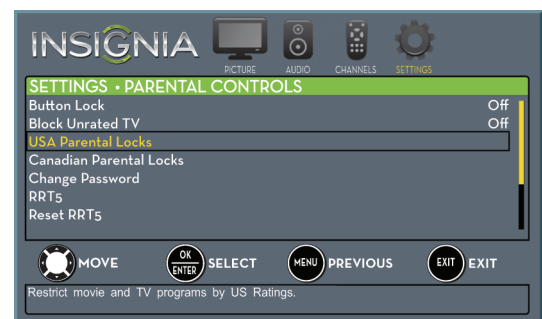 INSIGNIA
PICTURE AUDIO CHANNELS SETTINGS
SETTINGS • PARENTAL CONTROLS
Button Lock Off
Block Unrated TV Off
USA Parental Locks
Canadian Parental Locks
Change Password
RRT5
Reset RRT5
MOVE OK ENTER SELECT MENU PREVIOUS EXIT EXIT
Restrict movie and TV programs by US Ratings.